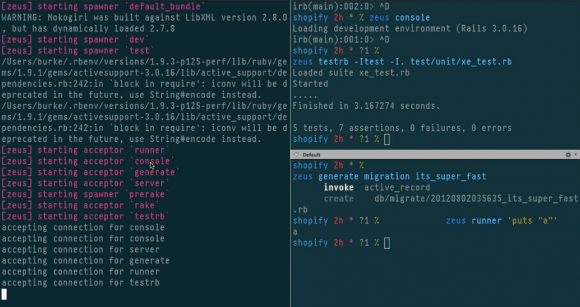 [zeus] starting spawner `default_bundle`
WARNING: Nokogiri was built against LibXML version 2.8.0
, but has dynamically loaded 2.7.8
[zeus] starting spawner `dev`
[zeus] starting spawner `test`
/Users/burke/.rbenv/versions/1.9.3-p125-perf/lib/ruby/ge
ms/1.9.1/gems/activesupport-3.0.16/lib/active_support/de
pendencies.rb:242:in `block in require': iconv will be d
eprecated in the future, use String#encode instead.
/Users/burke/.rbenv/versions/1.9.3-p125-perf/lib/ruby/ge
ms/1.9.1/gems/activesupport-3.0.16/lib/active_support/de
pendencies.rb:242:in `block in require': iconv will be d
eprecated in the future, use String#encode instead.
[zeus] starting acceptor `runner`
[zeus] starting acceptor `console`
[zeus] starting acceptor `generate`
[zeus] starting acceptor `server`
[zeus] starting spawner `prerake`
[zeus] starting acceptor `rake`
[zeus] starting acceptor `testrb`
accepting connection for console
accepting connection for console
accepting connection for server
accepting connection for generate
accepting connection for runner
accepting connection for testrb
irb(main):002:0> ^D
shopify 2h * % zeus console
Loading development environment (Rails 3.0.16)
irb(main):001:0> ^D
shopify 2h * ?1 %
zeus testrb -Itest -I. test/unit/xe_test.rb
Loaded suite xe_test.rb
Started
.....
Finished in 3.167274 seconds.
5 tests, 7 assertions, 0 failures, 0 errors
shopify 2h * ?1 %
Default
shopify 2h * %
zeus generate migration its_super_fast
invoke active_record
create db/migrate/20120802035635_its_super_fast
.rb
shopify 2h * ?1 % zeus runner 'puts "a"'
a
shopify 2h * ?1 %